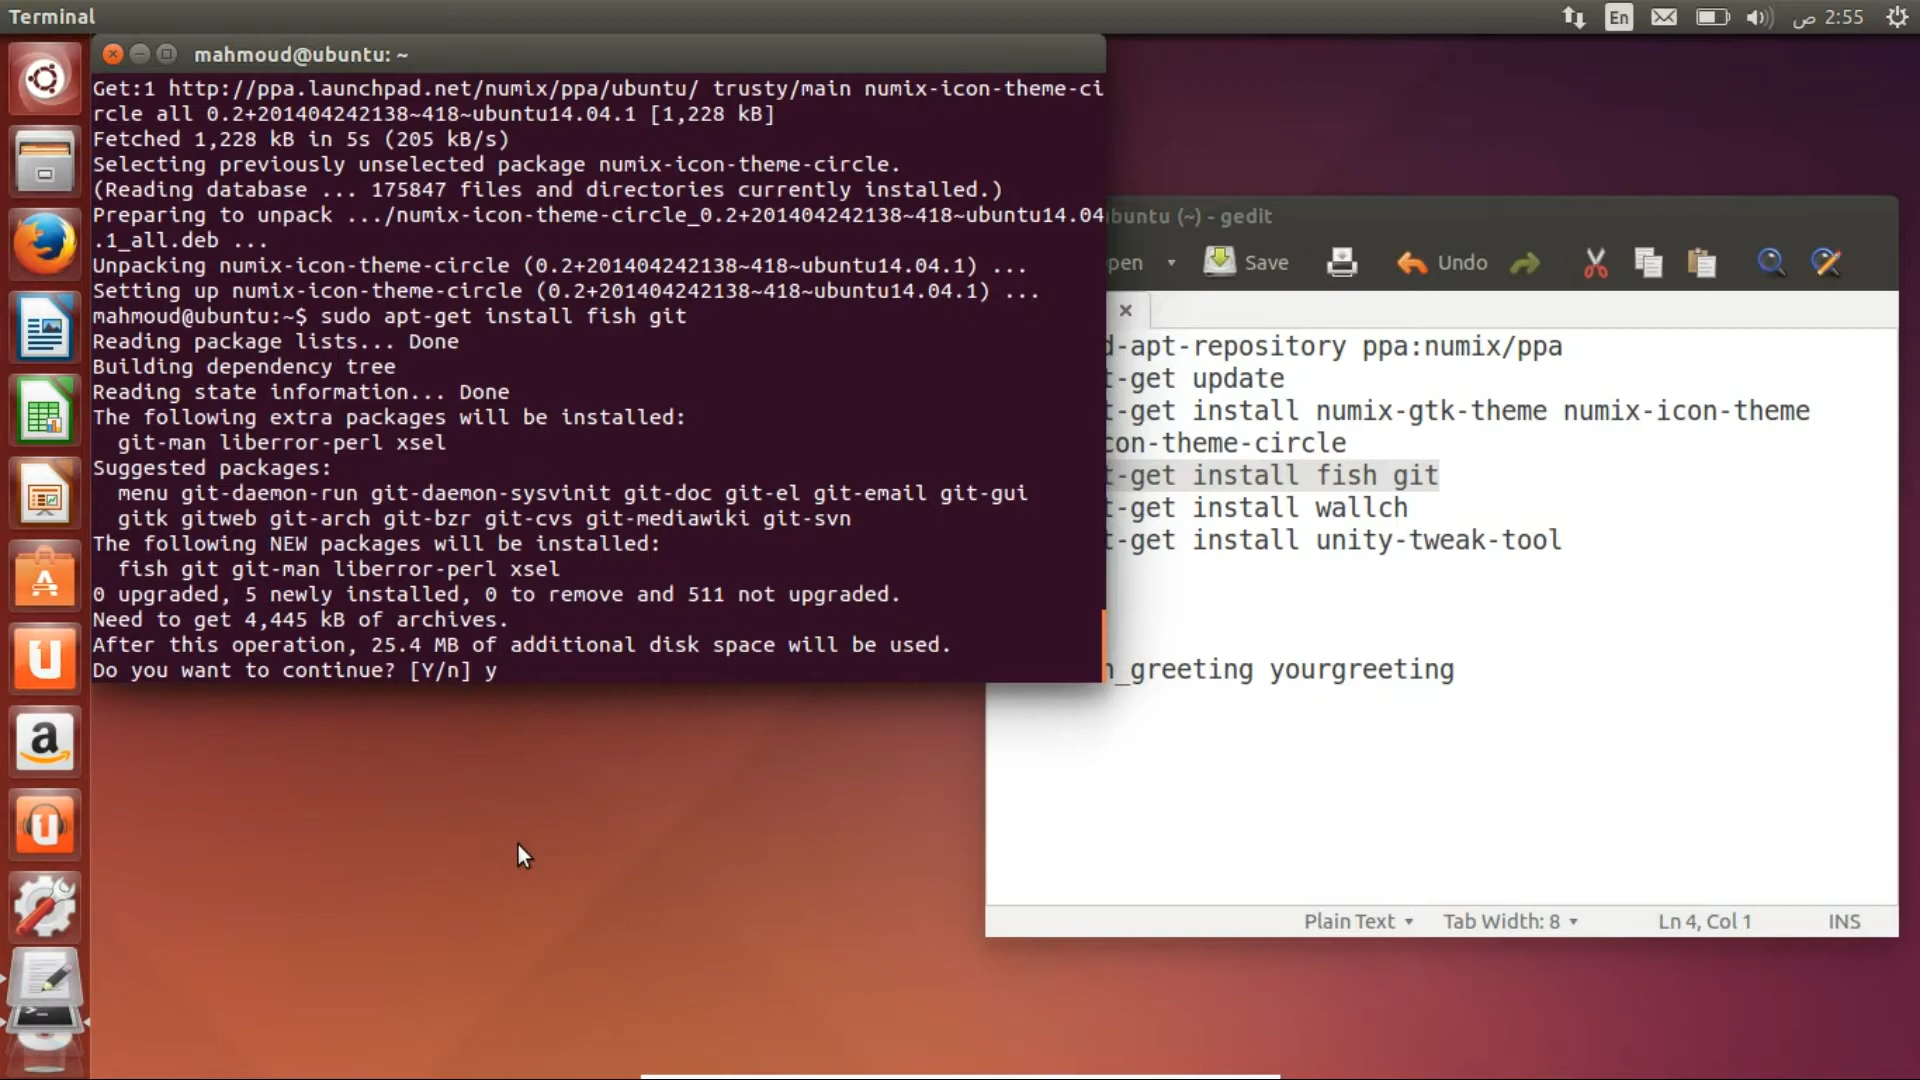 Terminal
En
ص 2:55
mahmoud@ubuntu: ~
Get:1 http://ppa.launchpad.net/numix/ppa/ubuntu/ trusty/main numix-icon-theme-ci
rcle all 0.2+201404242138~418~ubuntu14.04.1 [1,228 kB]
Fetched 1,228 kB in 5s (205 kB/s)
Selecting previously unselected package numix-icon-theme-circle.
(Reading database ... 175847 files and directories currently installed.)
Preparing to unpack .../numix-icon-theme-circle_0.2+201404242138~418~ubuntu14.04
.1_all.deb ...
Unpacking numix-icon-theme-circle (0.2+201404242138~418~ubuntu14.04.1) ...
Setting up numix-icon-theme-circle (0.2+201404242138~418~ubuntu14.04.1) ...
mahmoud@ubuntu:~$ sudo apt-get install fish git
Reading package lists... Done
Building dependency tree
Reading state information... Done
The following extra packages will be installed:
git-man liberror-perl xsel
Suggested packages:
menu git-daemon-run git-daemon-sysvinit git-doc git-el git-email git-gui
gitk gitweb git-arch git-bzr git-cvs git-mediawiki git-svn
The following NEW packages will be installed:
fish git git-man liberror-perl xsel
0 upgraded, 5 newly installed, 0 to remove and 511 not upgraded.
Need to get 4,445 kB of archives.
After this operation, 25.4 MB of additional disk space will be used.
Do you want to continue? [Y/n] y
buntu (~) - gedit
pen Save Undo
d-apt-repository ppa:numix/ppa
t-get update
t-get install numix-gtk-theme numix-icon-theme
con-theme-circle
t-get install fish git
t-get install wallch
t-get install unity-tweak-tool
_greeting yourgreeting
Plain Text Tab Width: 8 Ln 4, Col 1 INS